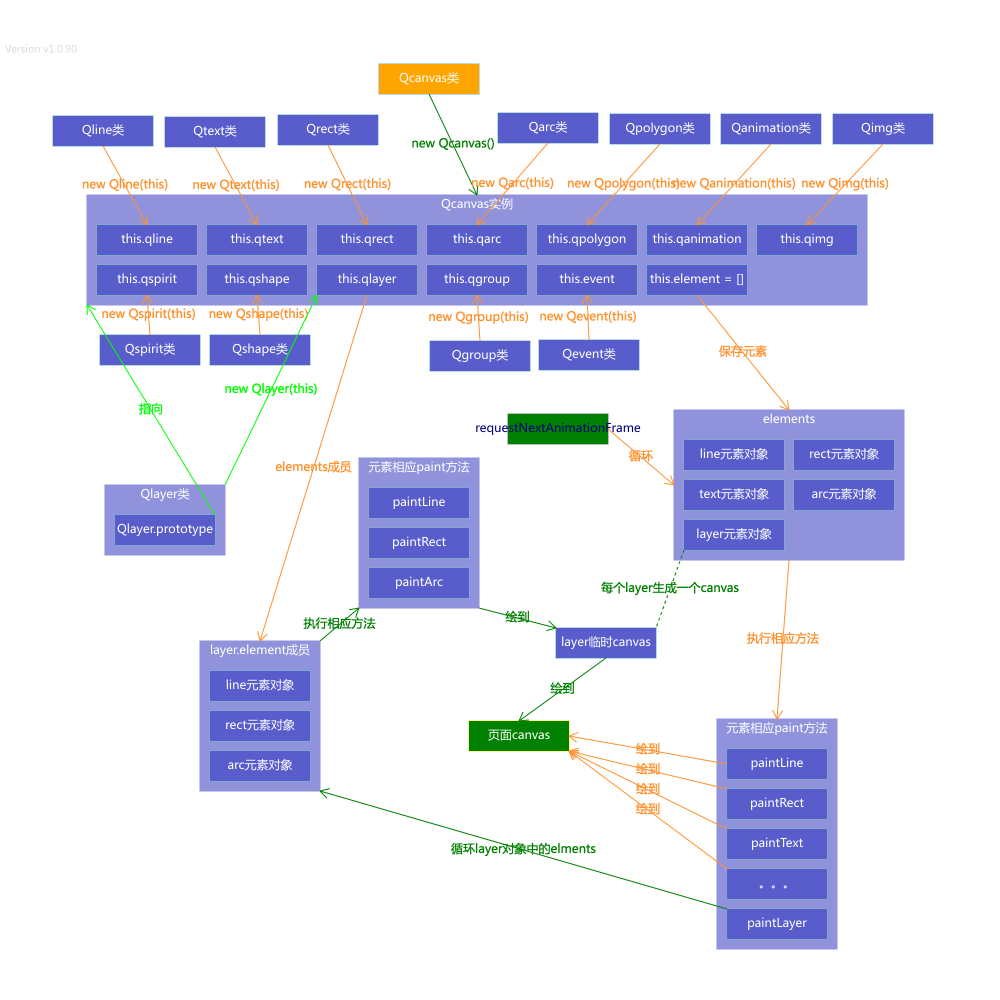 Version v1.0.90
Qcanvas类
Qline类
Qtext类
Qrect类
Qarc类
Qpolygon类
Qanimation类
Qimg类
new Qcanvas()
new Qline(this)
new Qtext(this)
new Qrect(this)
new Qarc(this)
new Qpolygon(this)
new Qanimation(this)
new Qimg(this)
Qcanvas实例
this.qline
this.qtext
this.qrect
this.qarc
this.qpolygon
this.qanimation
this.qimg
this.qspirit
this.qshape
this.qlayer
this.qgroup
this.event
this.element = []
new Qspirit(this)
new Qshape(this)
new Qgroup(this)
new Qevent(this)
Qspirit类
Qshape类
Qgroup类
Qevent类
保存元素
new Qlayer(this)
指向
requestNextAnimationFrame
循环
elements
line元素对象
rect元素对象
text元素对象
arc元素对象
layer元素对象
elements成员
元素相应paint方法
paintLine
paintRect
paintArc
Qlayer类
Qlayer.prototype
每个layer生成一个canvas
绘到
执行相应方法
layer临时canvas
执行相应方法
layer.element成员
line元素对象
rect元素对象
arc元素对象
绘到
页面canvas
元素相应paint方法
paintLine
paintRect
paintText
。。。
paintLayer
绘到
绘到
绘到
绘到
循环layer对象中的elments